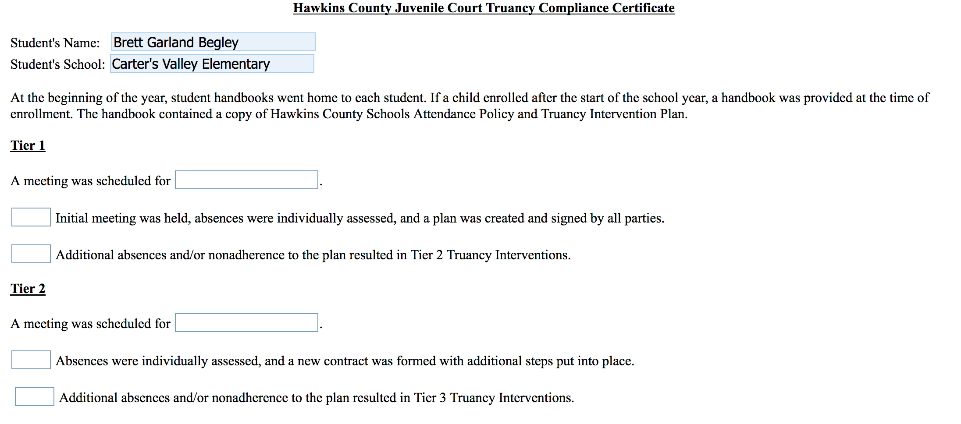 Hawkins County Juvenile Court Truancy Compliance Certificate
Student's Name: Brett Garland Begley
Student's School: Carter's Valley Elementary
At the beginning of the year, student handbooks went home to each student. If a child enrolled after the start of the school year, a handbook was provided at the time of
enrollment. The handbook contained a copy of Hawkins County Schools Attendance Policy and Truancy Intervention Plan.
Tier 1
A meeting was scheduled for .
Initial meeting was held, absences were individually assessed, and a plan was created and signed by all parties.
Additional absences and/or nonadherence to the plan resulted in Tier 2 Truancy Interventions.
Tier 2
A meeting was scheduled for .
Absences were individually assessed, and a new contract was formed with additional steps put into place.
Additional absences and/or nonadherence to the plan resulted in Tier 3 Truancy Interventions.